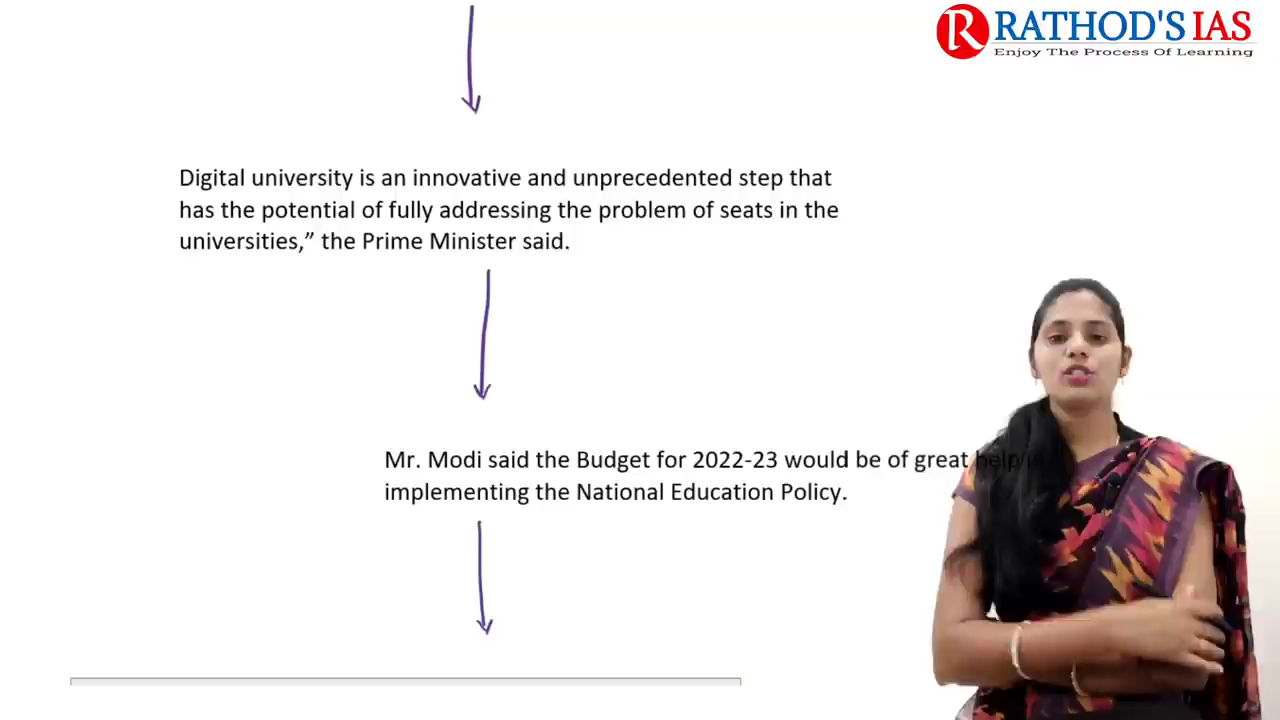 RATHOD'S IAS
Enjoy The Process Of Learning
Digital university is an innovative and unprecedented step that
has the potential of fully addressing the problem of seats in the
universities,” the Prime Minister said.
Mr. Modi said the Budget for 2022-23 would be of great help
implementing the National Education Policy.